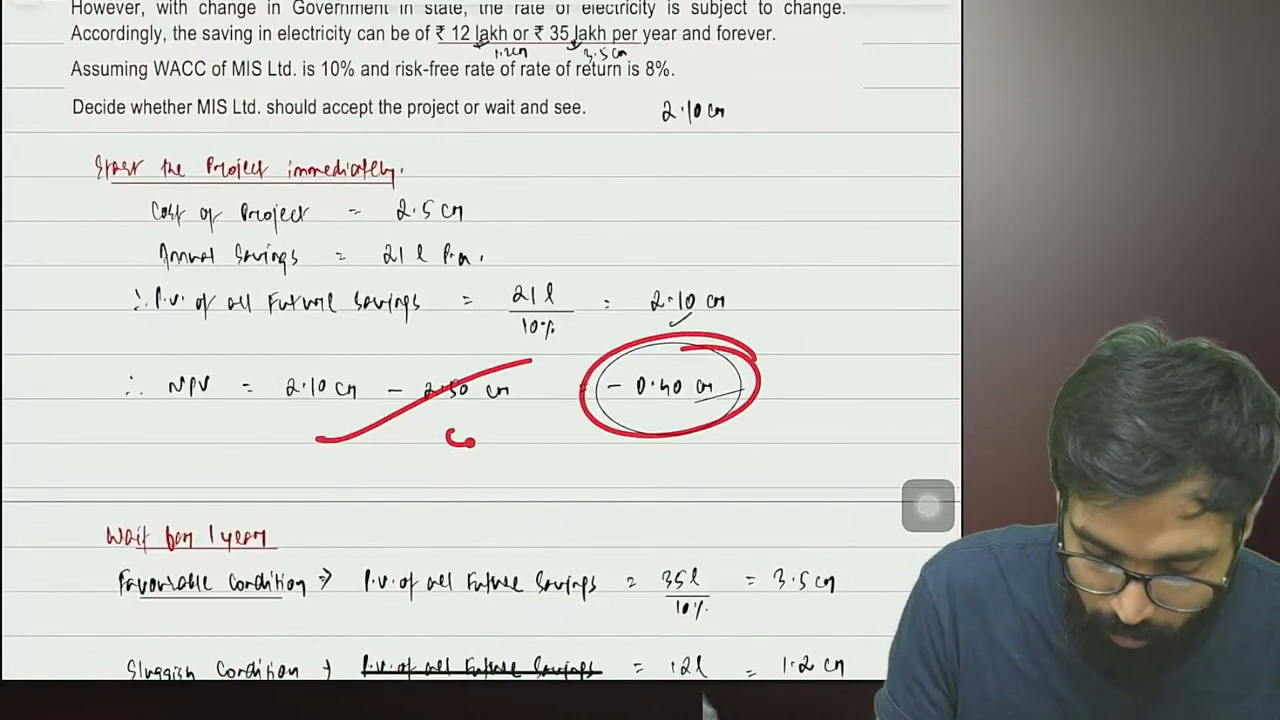 However, with change in Government in state, the rate of electricity is subject to change.
Accordingly, the saving in electricity can be of ₹ 12 lakh or ₹ 35 lakh per year and forever.
1.2cr 3.5 cr
Assuming WACC of MIS Ltd. is 10% and risk-free rate of rate of return is 8%.
Decide whether MIS Ltd. should accept the project or wait and see. 2.10 cr
Start the Project immediately.
Cost of Project = 2.5 cr
Annual Savings = 21 l p.a.
∴ P.v. of all Future Savings = 21 l / 10% = 2.10 cr
∴ NPV = 2.10 cr - 2.50 cr = - 0.40 cr
Wait for 1 year
Favourable Condition ⇒ P.v. of all Future Savings = 35 l / 10% = 3.5 cr
Sluggish Condition → P.v. of all Future Savings = 12 l = 1.2 cr